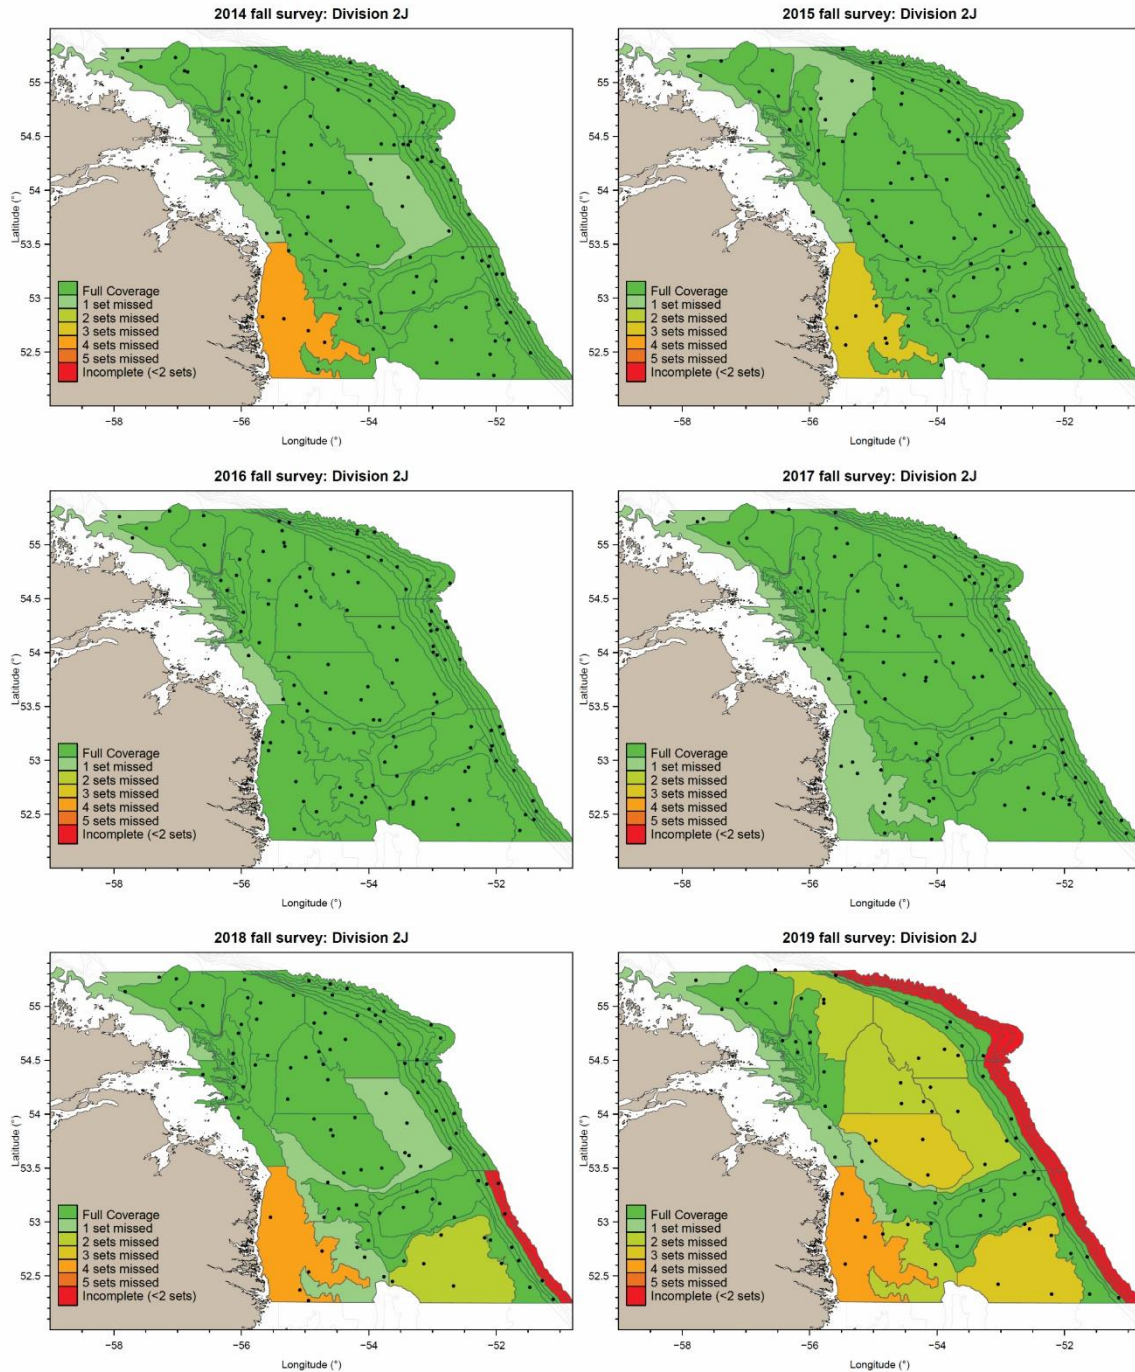 2014 fall survey: Division 2J
55
54.5
54
53.5
53
52.5
Latitude (°)
Full Coverage
1 set missed
2 sets missed
3 sets missed
4 sets missed
5 sets missed
Incomplete (<2 sets)
−58
−56
−54
−52
Longitude (°)
2015 fall survey: Division 2J
55
54.5
54
53.5
53
52.5
Latitude (°)
Full Coverage
1 set missed
2 sets missed
3 sets missed
4 sets missed
5 sets missed
Incomplete (<2 sets)
−58
−56
−54
−52
Longitude (°)
2016 fall survey: Division 2J
55
54.5
54
53.5
53
52.5
Latitude (°)
Full Coverage
1 set missed
2 sets missed
3 sets missed
4 sets missed
5 sets missed
Incomplete (<2 sets)
−58
−56
−54
−52
Longitude (°)
2017 fall survey: Division 2J
55
54.5
54
53.5
53
52.5
Latitude (°)
Full Coverage
1 set missed
2 sets missed
3 sets missed
4 sets missed
5 sets missed
Incomplete (<2 sets)
−58
−56
−54
−52
Longitude (°)
2018 fall survey: Division 2J
55
54.5
54
53.5
53
52.5
Latitude (°)
Full Coverage
1 set missed
2 sets missed
3 sets missed
4 sets missed
5 sets missed
Incomplete (<2 sets)
−58
−56
−54
−52
Longitude (°)
2019 fall survey: Division 2J
55
54.5
54
53.5
53
52.5
Latitude (°)
Full Coverage
1 set missed
2 sets missed
3 sets missed
4 sets missed
5 sets missed
Incomplete (<2 sets)
−58
−56
−54
−52
Longitude (°)